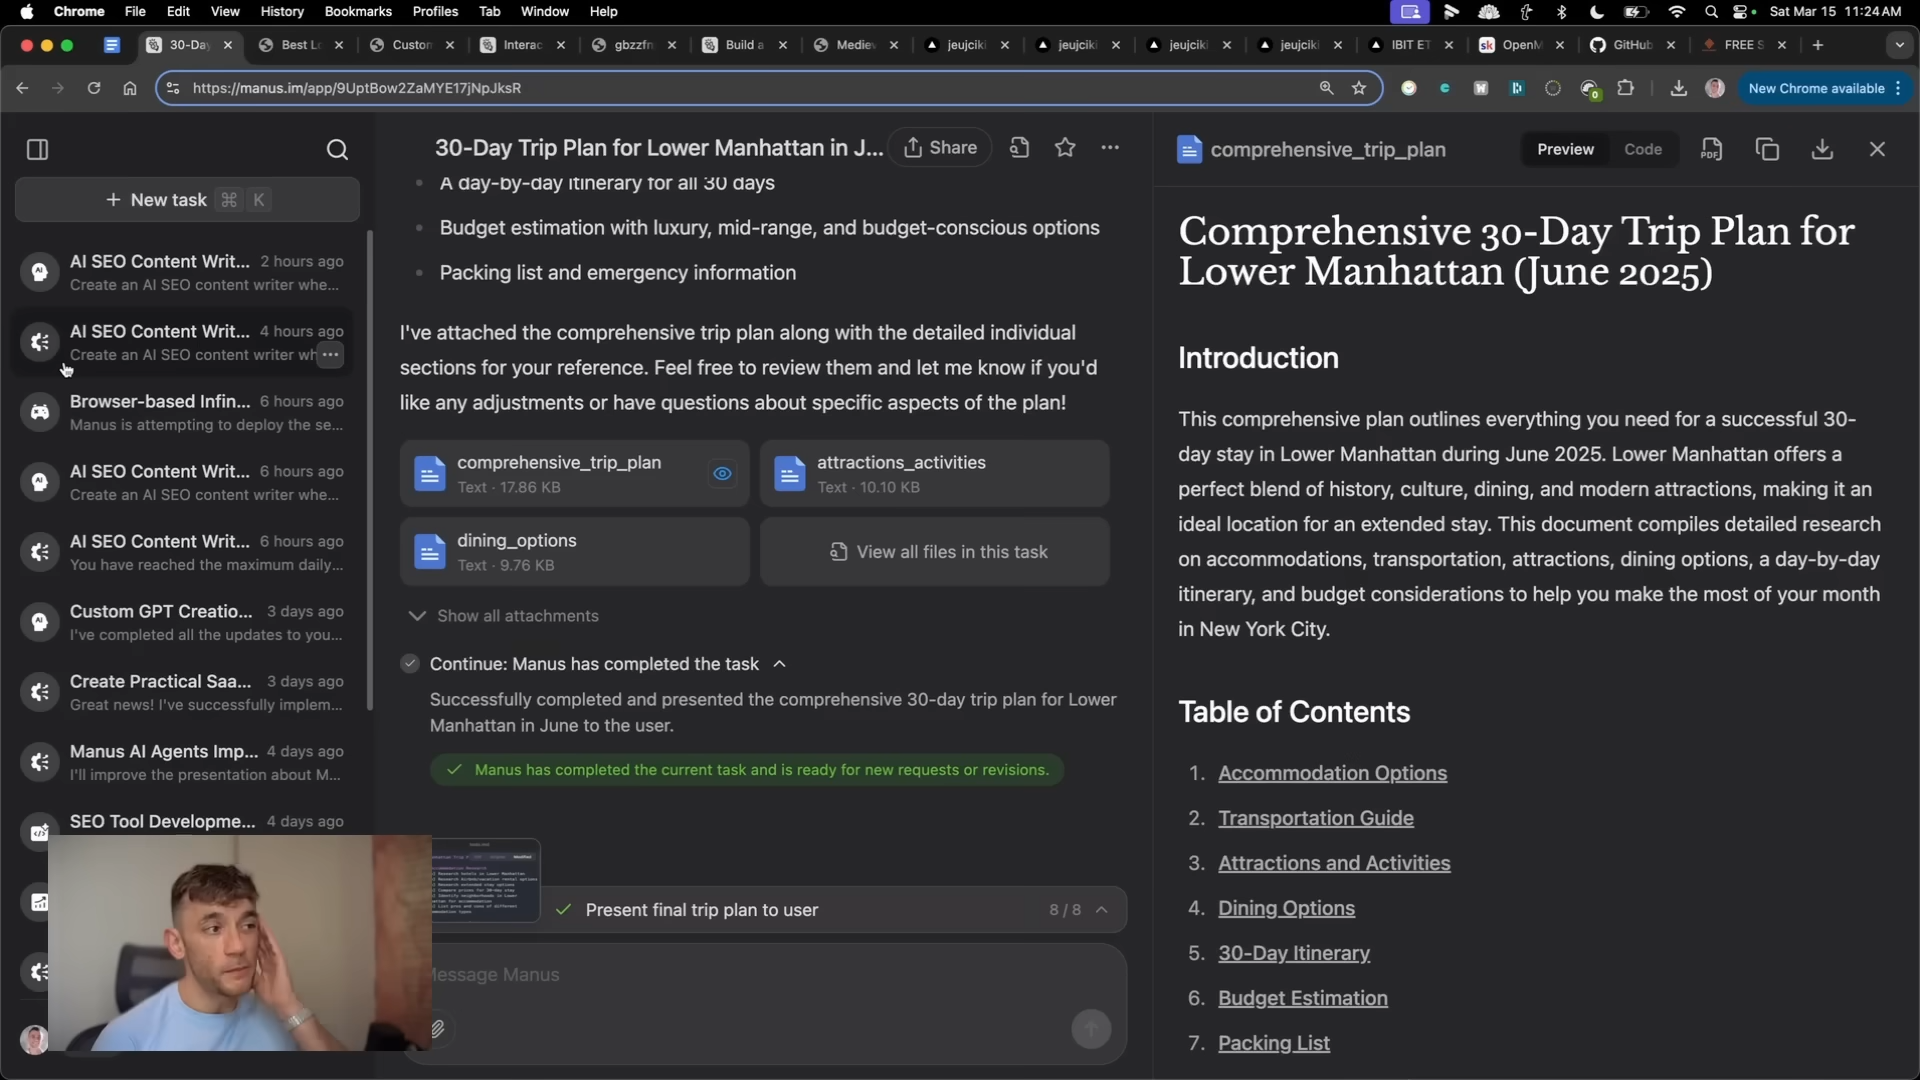 Chrome File Edit View History Bookmarks Profiles Tab Window Help
Sat Mar 15 11:24 AM
30-Day
Best L
Custon
Interac
gbzzfn
Build a
Mediev
jeujciki
jeujciki
jeujciki
jeujciki
IBIT ET
OpenM
GitHub
FREE S
https://manus.im/app/9UptBow2ZaMYE17jNpJksR
New Chrome available
+ New task ⌘ K
AI SEO Content Writ... 2 hours ago
Create an AI SEO content writer whe...
AI SEO Content Writ... 4 hours ago
Create an AI SEO content writer wh
Browser-based Infin... 6 hours ago
Manus is attempting to deploy the se...
AI SEO Content Writ... 6 hours ago
Create an AI SEO content writer whe...
AI SEO Content Writ... 6 hours ago
You have reached the maximum daily...
Custom GPT Creatio... 3 days ago
I've completed all the updates to you...
Create Practical Saa... 3 days ago
Great news! I've successfully implem...
Manus AI Agents Imp... 4 days ago
I'll improve the presentation about M...
SEO Tool Developme... 4 days ago
30-Day Trip Plan for Lower Manhattan in J...
Share
A day-by-day itinerary for all 30 days
Budget estimation with luxury, mid-range, and budget-conscious options
Packing list and emergency information
I've attached the comprehensive trip plan along with the detailed individual
sections for your reference. Feel free to review them and let me know if you'd
like any adjustments or have questions about specific aspects of the plan!
comprehensive_trip_plan
Text · 17.86 KB
attractions_activities
Text · 10.10 KB
dining_options
Text · 9.76 KB
View all files in this task
Show all attachments
Continue: Manus has completed the task
Successfully completed and presented the comprehensive 30-day trip plan for Lower
Manhattan in June to the user.
Manus has completed the current task and is ready for new requests or revisions.
Present final trip plan to user 8 / 8
Message Manus
comprehensive_trip_plan
Preview
Code
PDF
Comprehensive 30-Day Trip Plan for
Lower Manhattan (June 2025)
Introduction
This comprehensive plan outlines everything you need for a successful 30-
day stay in Lower Manhattan during June 2025. Lower Manhattan offers a
perfect blend of history, culture, dining, and modern attractions, making it an
ideal location for an extended stay. This document compiles detailed research
on accommodations, transportation, attractions, dining options, a day-by-day
itinerary, and budget considerations to help you make the most of your month
in New York City.
Table of Contents
1. Accommodation Options
2. Transportation Guide
3. Attractions and Activities
4. Dining Options
5. 30-Day Itinerary
6. Budget Estimation
7. Packing List